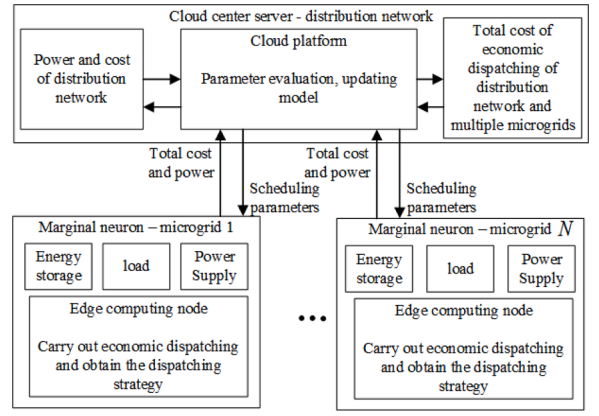 Cloud center server - distribution network
Power and cost
of distribution
network
Cloud platform
Parameter evaluation, updating
model
Total cost
of economic
dispatching of
distribution
network and
multiple microgrids
Total cost
and power
Scheduling
parameters
Total cost
and power
Scheduling
parameters
Marginal neuron – microgrid 1
Energy
storage
load
Power
Supply
Edge computing node
Carry out economic dispatching
and obtain the dispatching
strategy
...
Marginal neuron – microgrid N
Energy
storage
load
Power
Supply
Edge computing node
Carry out economic dispatching
and obtain the dispatching
strategy